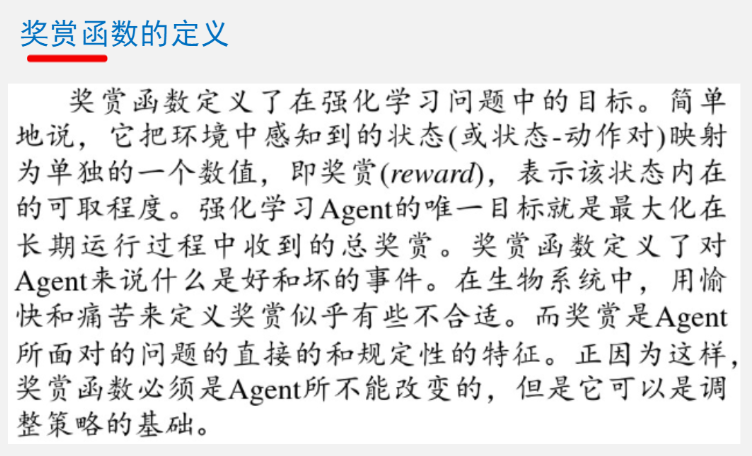 奖赏函数的定义
奖赏函数定义了在强化学习问题中的目标。简单
地说，它把环境中感知到的状态(或状态-动作对)映射
为单独的一个数值，即奖赏(reward)，表示该状态内在
的可取程度。强化学习Agent的唯一目标就是最大化在
长期运行过程中收到的总奖赏。奖赏函数定义了对
Agent来说什么是好和坏的事件。在生物系统中，用愉
快和痛苦来定义奖赏似乎有些不合适。而奖赏是Agent
所面对的问题的直接的和规定性的特征。正因为这样，
奖赏函数必须是Agent所不能改变的，但是它可以是调
整策略的基础。